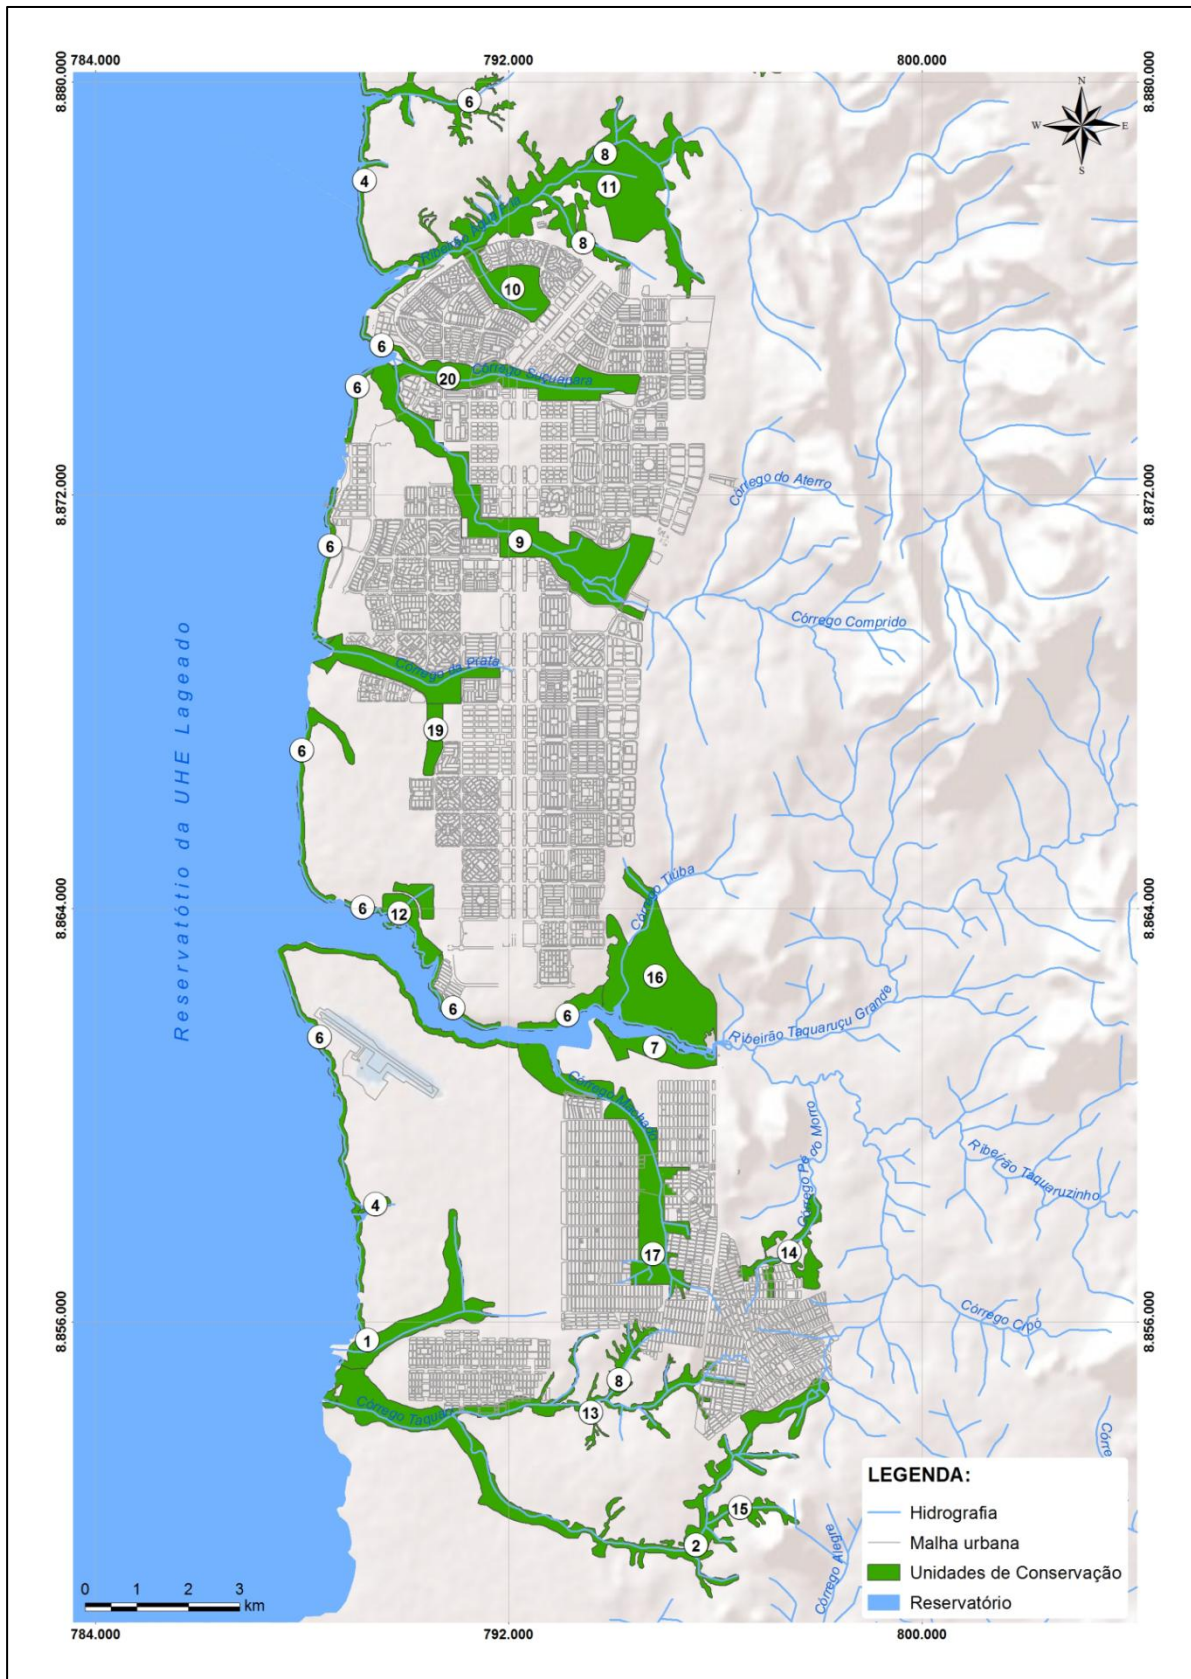 784.000
792.000
800.000
8.880.000
8.880.000
N
W
E
S
6
4
8
11
Ribeirão Água Fria
8
10
6
Córrego Suçuapara
20
6
8.872.000
8.872.000
Córrego do Aterro
6
9
Córrego Comprido
Reservatótio da UHE Lageado
Córrego da Prata
19
6
Córrego Tiúba
8.864.000
8.864.000
6
12
16
6
6
Ribeirão Taquaruçu Grande
6
7
Córrego Machado
Córrego Pé do Morro
Ribeirão Taquaruzinho
4
17
14
Córrego Cipó
8.856.000
8.856.000
1
8
Córrego Taquari
13
Córre
15
2
Córrego Alegre
LEGENDA:
Hidrografia
Malha urbana
Unidades de Conservação
Reservatório
0 1 2 3
km
784.000
792.000
800.000